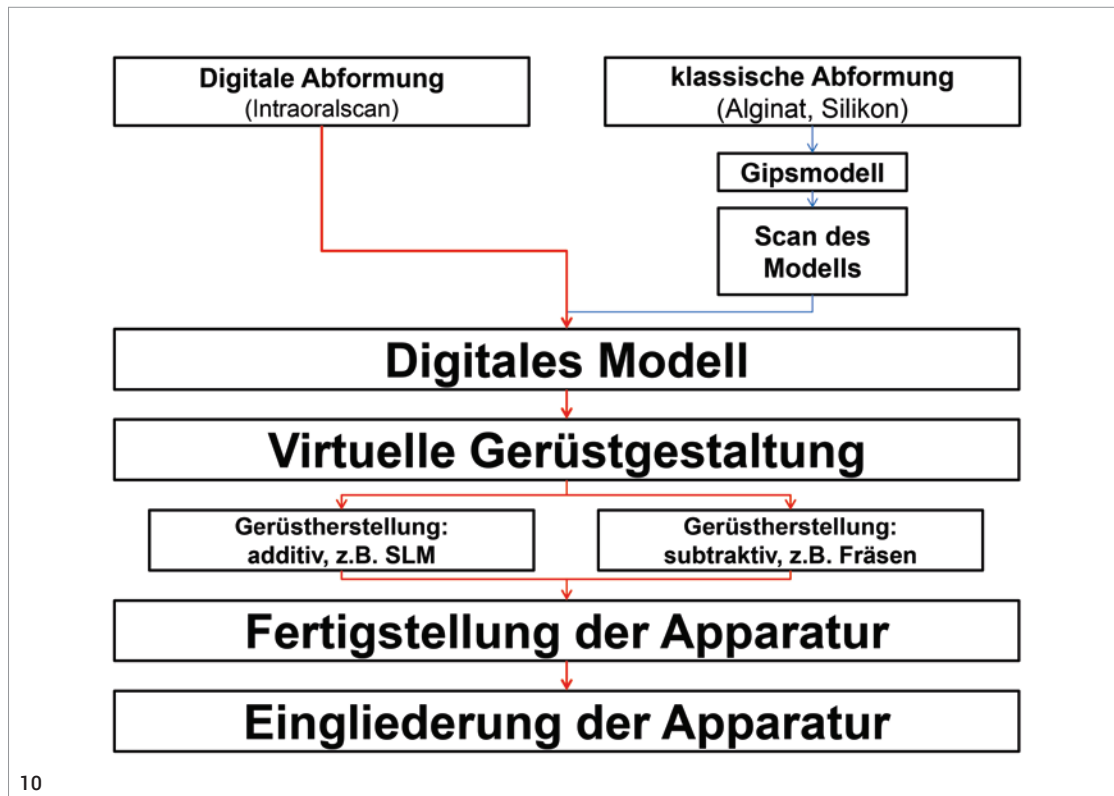 Digitale Abformung
(Intraoralscan)
klassische Abformung
(Alginat, Silikon)
Gipsmodell
Scan des
Modells
Digitales Modell
Virtuelle Gerüstgestaltung
Gerüstherstellung:
additiv, z.B. SLM
Gerüstherstellung:
subtraktiv, z.B. Fräsen
Fertigstellung der Apparatur
Eingliederung der Apparatur
10